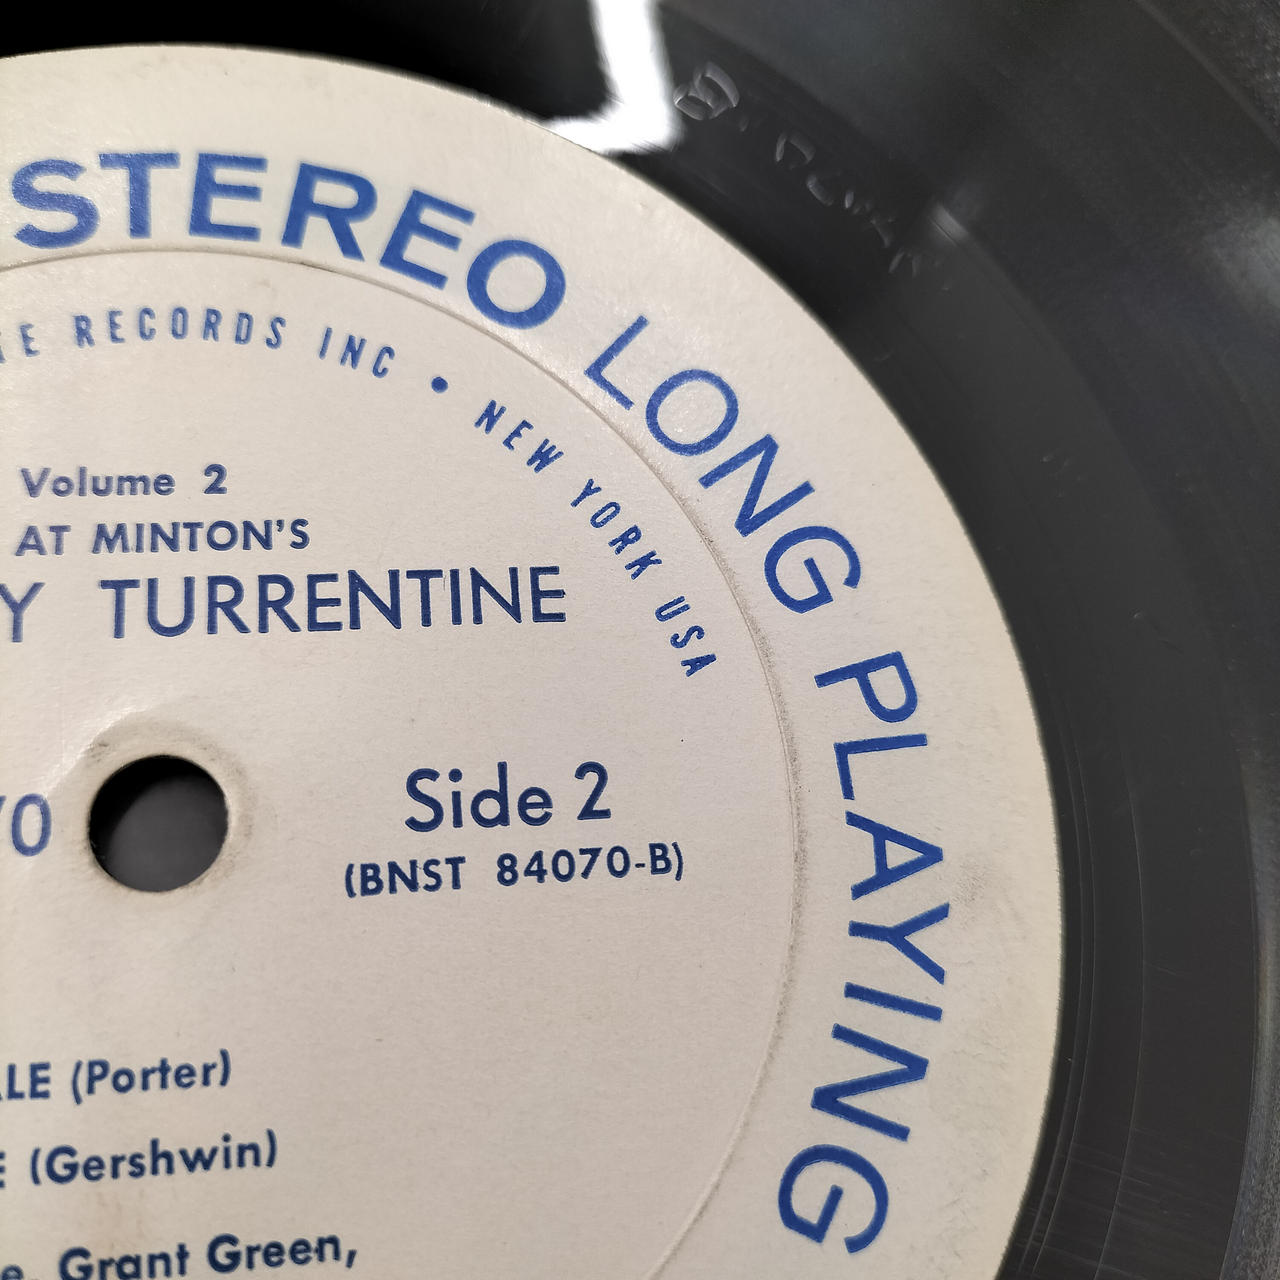 STEREO LONG PLAYING
E RECORDS INC • NEW YORK USA
Volume 2
AT MINTON'S
Y TURRENTINE
70
Side 2
(BNST 84070-B)
LE (Porter)
E (Gershwin)
e, Grant Green,